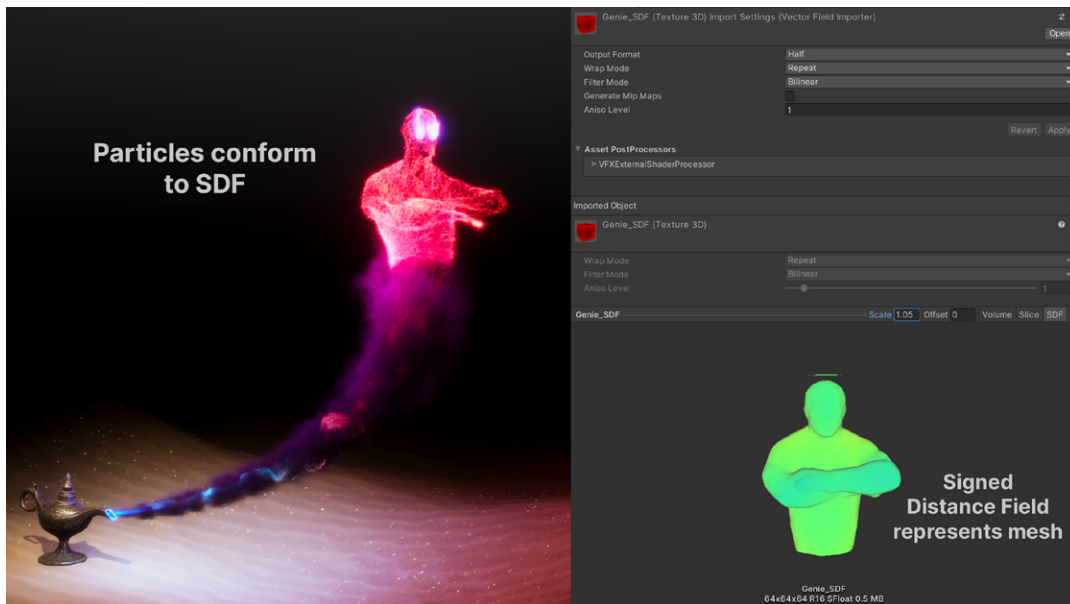 Particles conform
to SDF
Genie_SDF (Texture 3D) Import Settings (Vector Field Importer)
Open
Output Format Half
Wrap Mode Repeat
Filter Mode Bilinear
Generate Mip Maps
Aniso Level 1
Revert Apply
Asset PostProcessors
VFXExternalShaderProcessor
Imported Object
Genie_SDF (Texture 3D)
Wrap Mode Repeat
Filter Mode Bilinear
Aniso Level 1
Genie_SDF Scale 1.05 Offset 0 Volume Slice SDF
Signed
Distance Field
represents mesh
Genie_SDF
64x64x64 R16 SFloat 0.5 MB